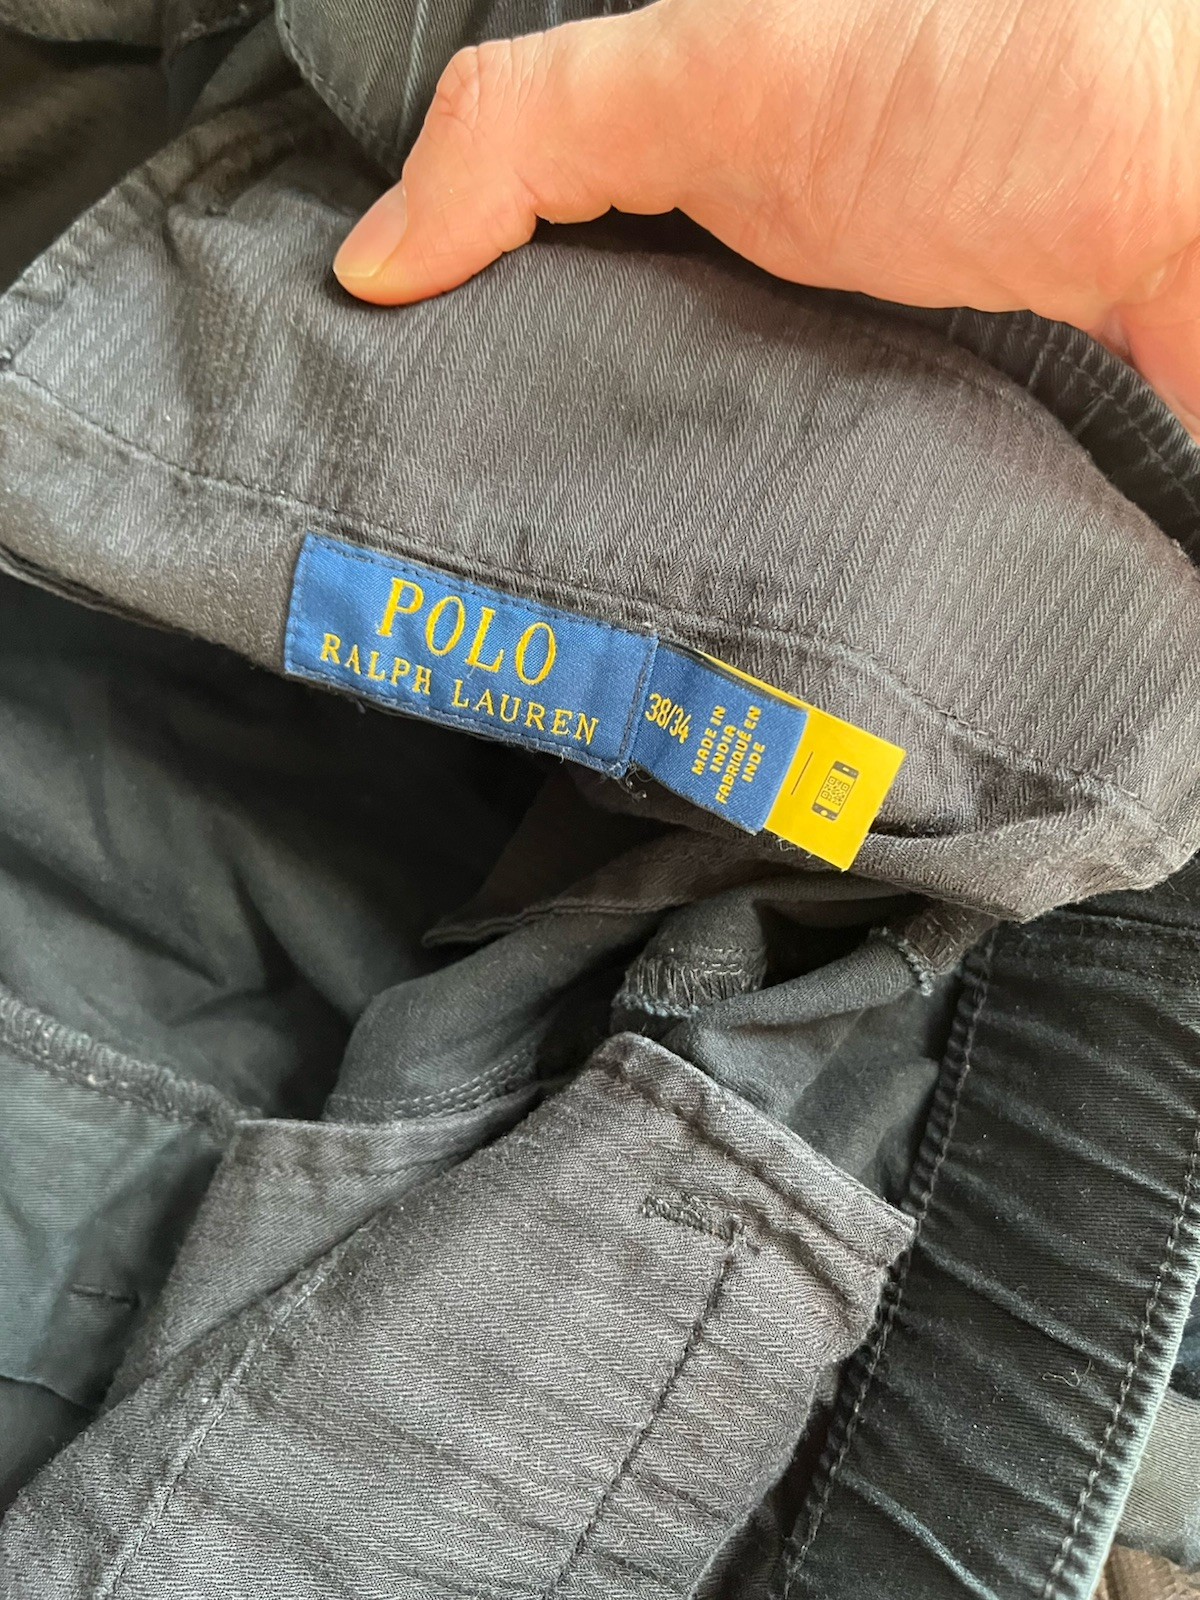 POLO
RALPH LAUREN
38/34
MADE IN
INDIA
FABRIQUÉ EN
INDE